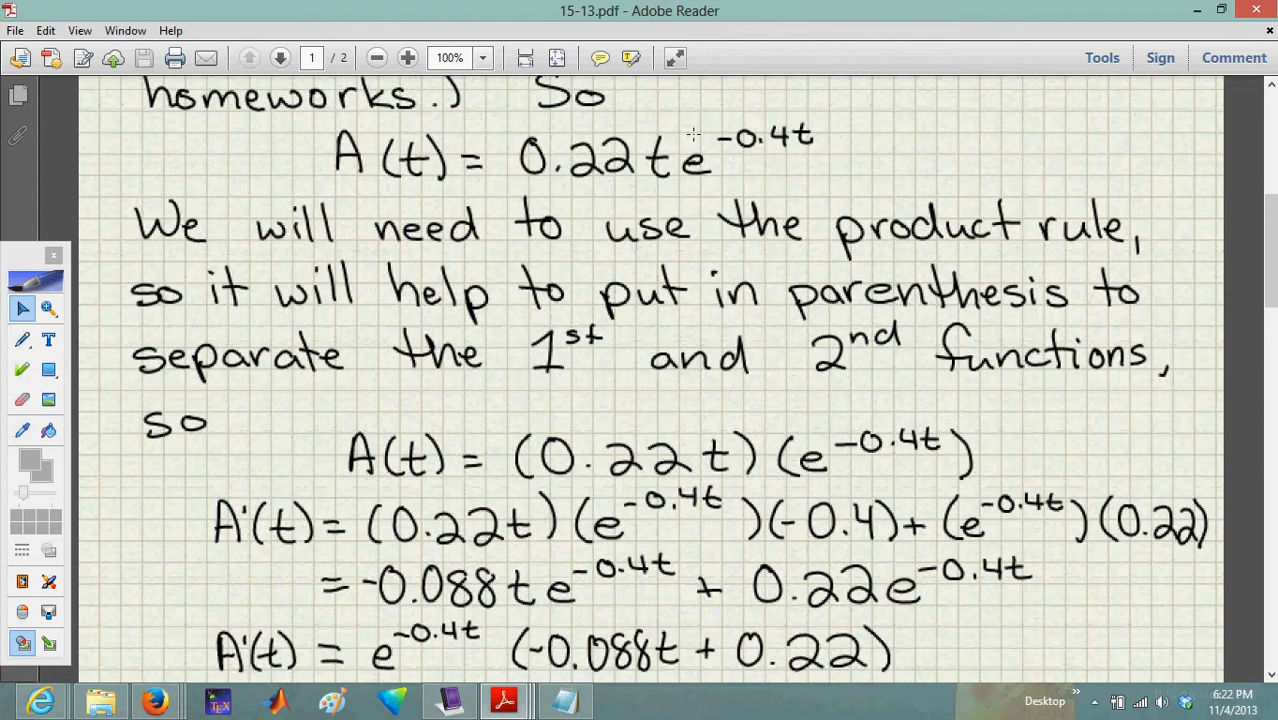 15-13.pdf - Adobe Reader
File Edit View Window Help
1 / 2 100% Tools Sign Comment
homeworks.) So
A(t) = 0.22te^{-0.4t}
We will need to use the product rule,
so it will help to put in parenthesis to
separate the 1st and 2nd functions,
so
A(t) = (0.22t)(e^{-0.4t})
A'(t) = (0.22t)(e^{-0.4t})(-0.4) + (e^{-0.4t})(0.22)
= -0.088te^{-0.4t} + 0.22e^{-0.4t}
A'(t) = e^{-0.4t} (-0.088t + 0.22)
Desktop
6:22 PM
11/4/2013